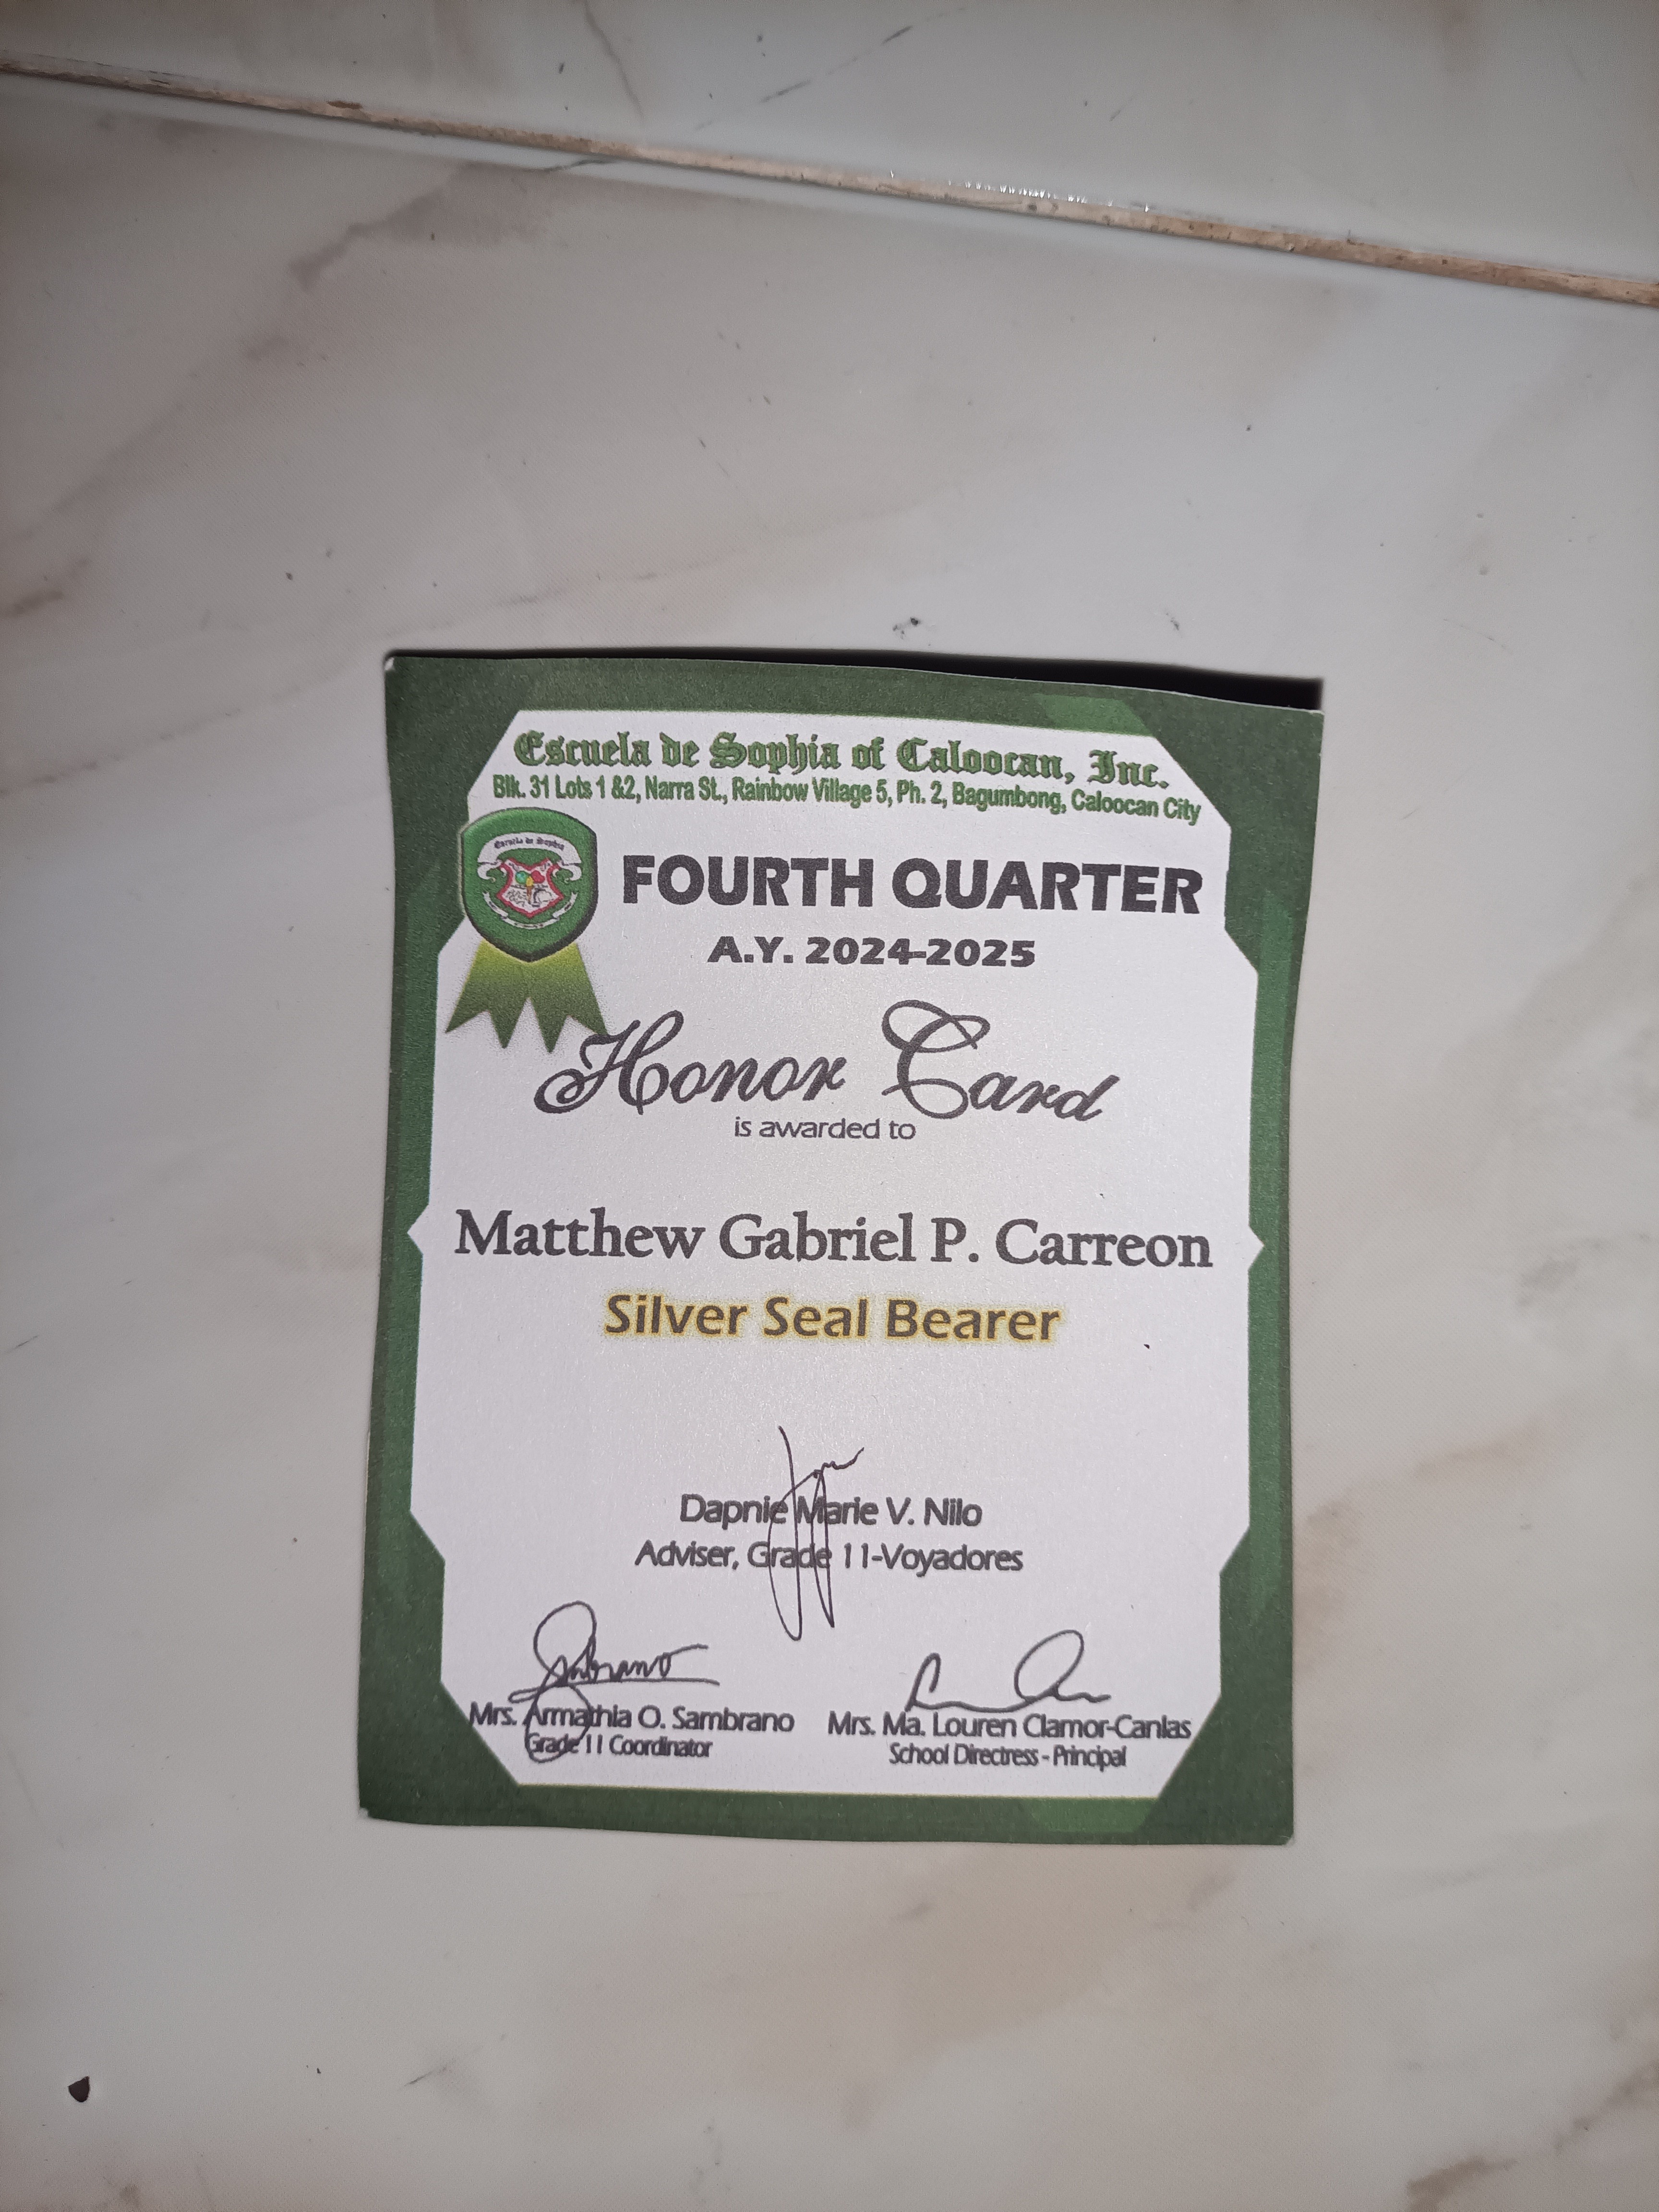 Escuela de Sophia of Caloocan, Inc.
Blk. 31 Lots 1 &2, Narra St., Rainbow Village 5, Ph. 2, Bagumbong, Caloocan City
Escuela de Sophia
FOURTH QUARTER
A.Y. 2024-2025
Honor Card
is awarded to
Matthew Gabriel P. Carreon
Silver Seal Bearer
Dapnie Marie V. Nilo
Adviser, Grade 11-Voyadores
Sambrano
Mrs. Armathia O. Sambrano
Grade 11 Coordinator
Mrs. Ma. Louren Clamor-Canlas
School Directress - Principal